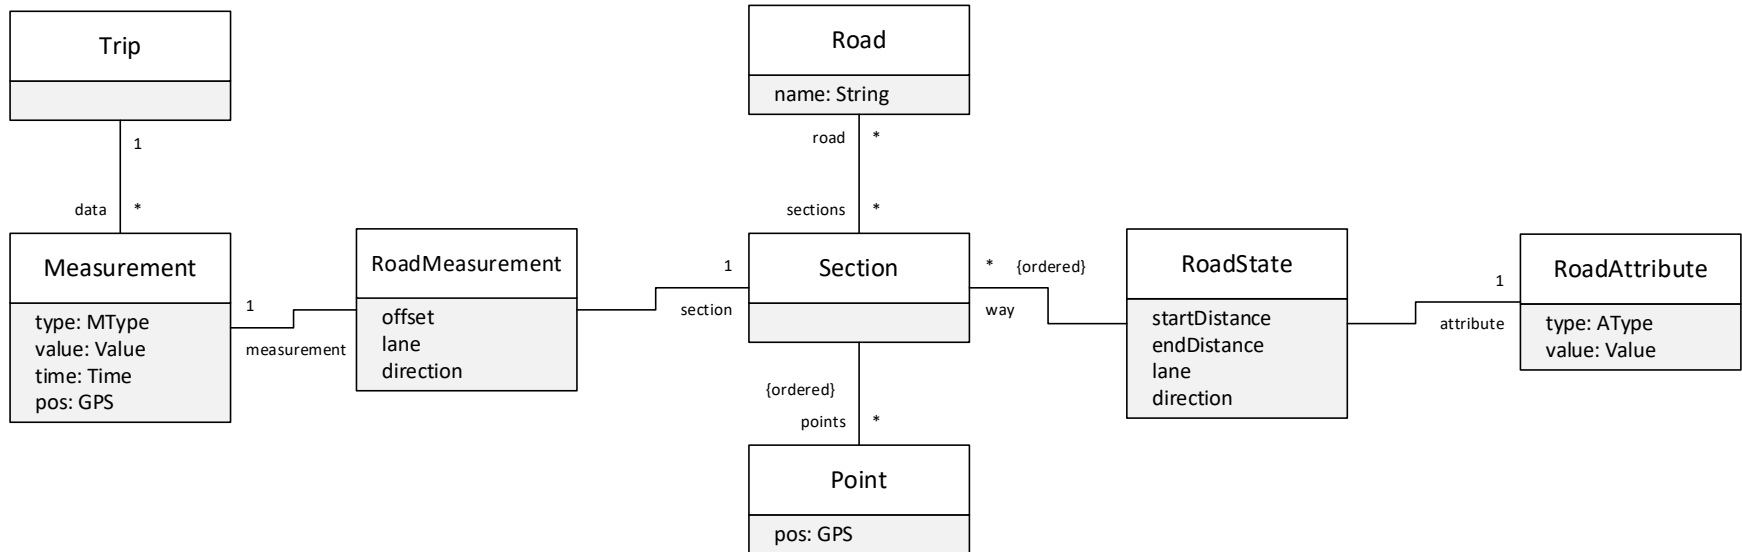 Trip
Road
name: String
1
road *
data *
sections *
Measurement
type: MType
value: Value
time: Time
pos: GPS
1
measurement
RoadMeasurement
offset
lane
direction
1
section
Section
* {ordered}
way
RoadState
startDistance
endDistance
lane
direction
1
attribute
RoadAttribute
type: AType
value: Value
{ordered}
points *
Point
pos: GPS